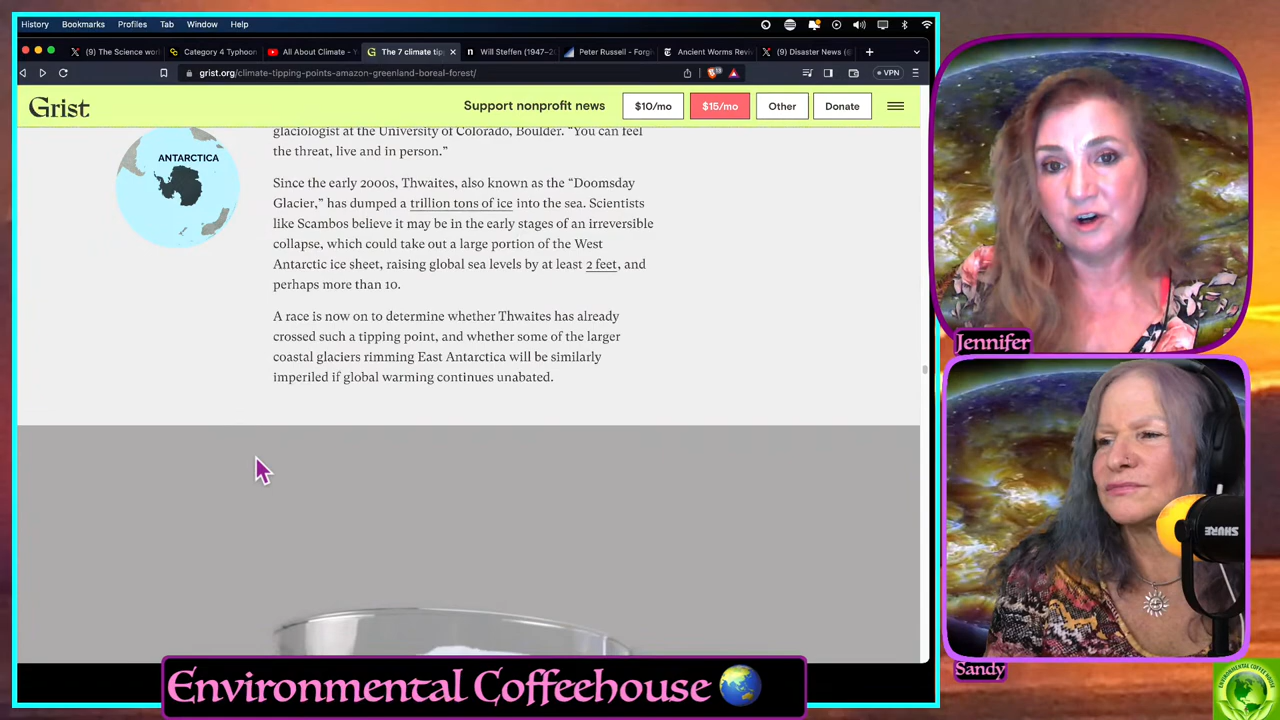 History Bookmarks Profiles Tab Window Help
(9) The Science wor
Category 4 Typhoon
All About Climate - Y
The 7 climate tip
Will Steffen (1947–2
Peter Russell - Forgi
Ancient Worms Revi
(9) Disaster News (@
grist.org/climate-tipping-points-amazon-greenland-boreal-forest/
VPN
Grist
Support nonprofit news
$10/mo
$15/mo
Other
Donate
ANTARCTICA
glaciologist at the University of Colorado, Boulder. “You can feel
the threat, live and in person.”
Since the early 2000s, Thwaites, also known as the “Doomsday
Glacier,” has dumped a trillion tons of ice into the sea. Scientists
like Scambos believe it may be in the early stages of an irreversible
collapse, which could take out a large portion of the West
Antarctic ice sheet, raising global sea levels by at least 2 feet, and
perhaps more than 10.
A race is now on to determine whether Thwaites has already
crossed such a tipping point, and whether some of the larger
coastal glaciers rimming East Antarctica will be similarly
imperiled if global warming continues unabated.
Jennifer
SHURE
Sandy
Environmental Coffeehouse